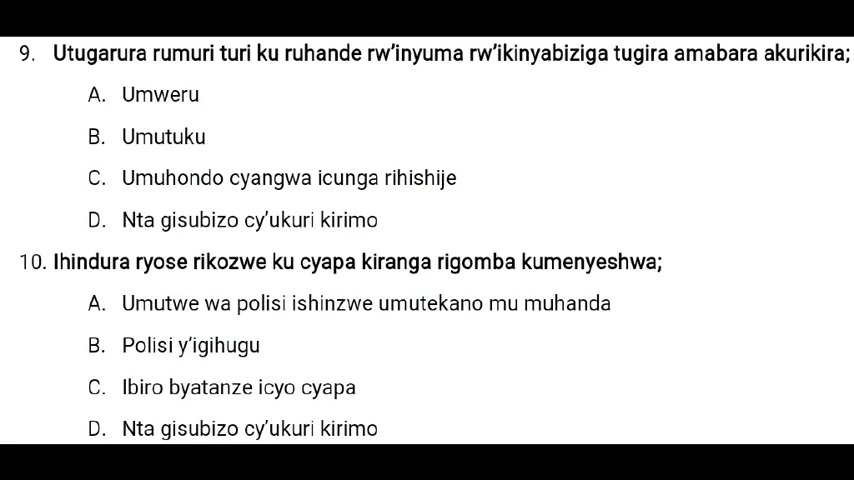 9. Utugarura rumuri turi ku ruhande rw'inyuma rw'ikinyabiziga tugira amabara akurikira;
A. Umweru
B. Umutuku
C. Umuhondo cyangwa icunga rihishije
D. Nta gisubizo cy'ukuri kirimo
10. Ihindura ryose rikozwe ku cyapa kiranga rigomba kumenyeshwa;
A. Umutwe wa polisi ishinzwe umutekano mu muhanda
B. Polisi y'igihugu
C. Ibiro byatanze icyo cyapa
D. Nta gisubizo cy'ukuri kirimo